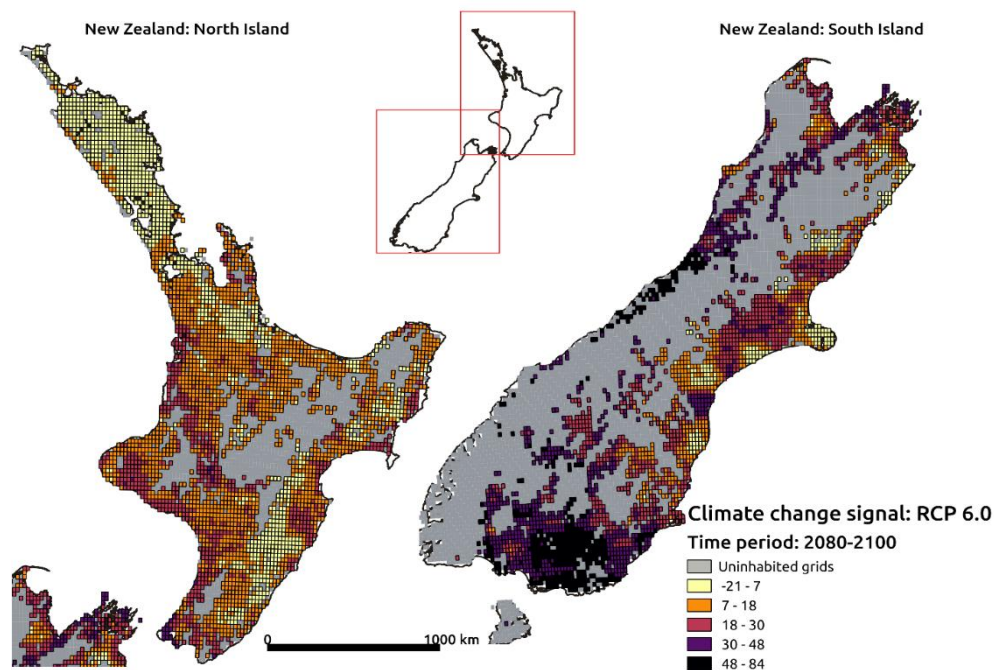 New Zealand: North Island
New Zealand: South Island
Climate change signal: RCP 6.0
Time period: 2080-2100
Uninhabited grids
-21 - 7
7 - 18
18 - 30
30 - 48
48 - 84
0
1000 km